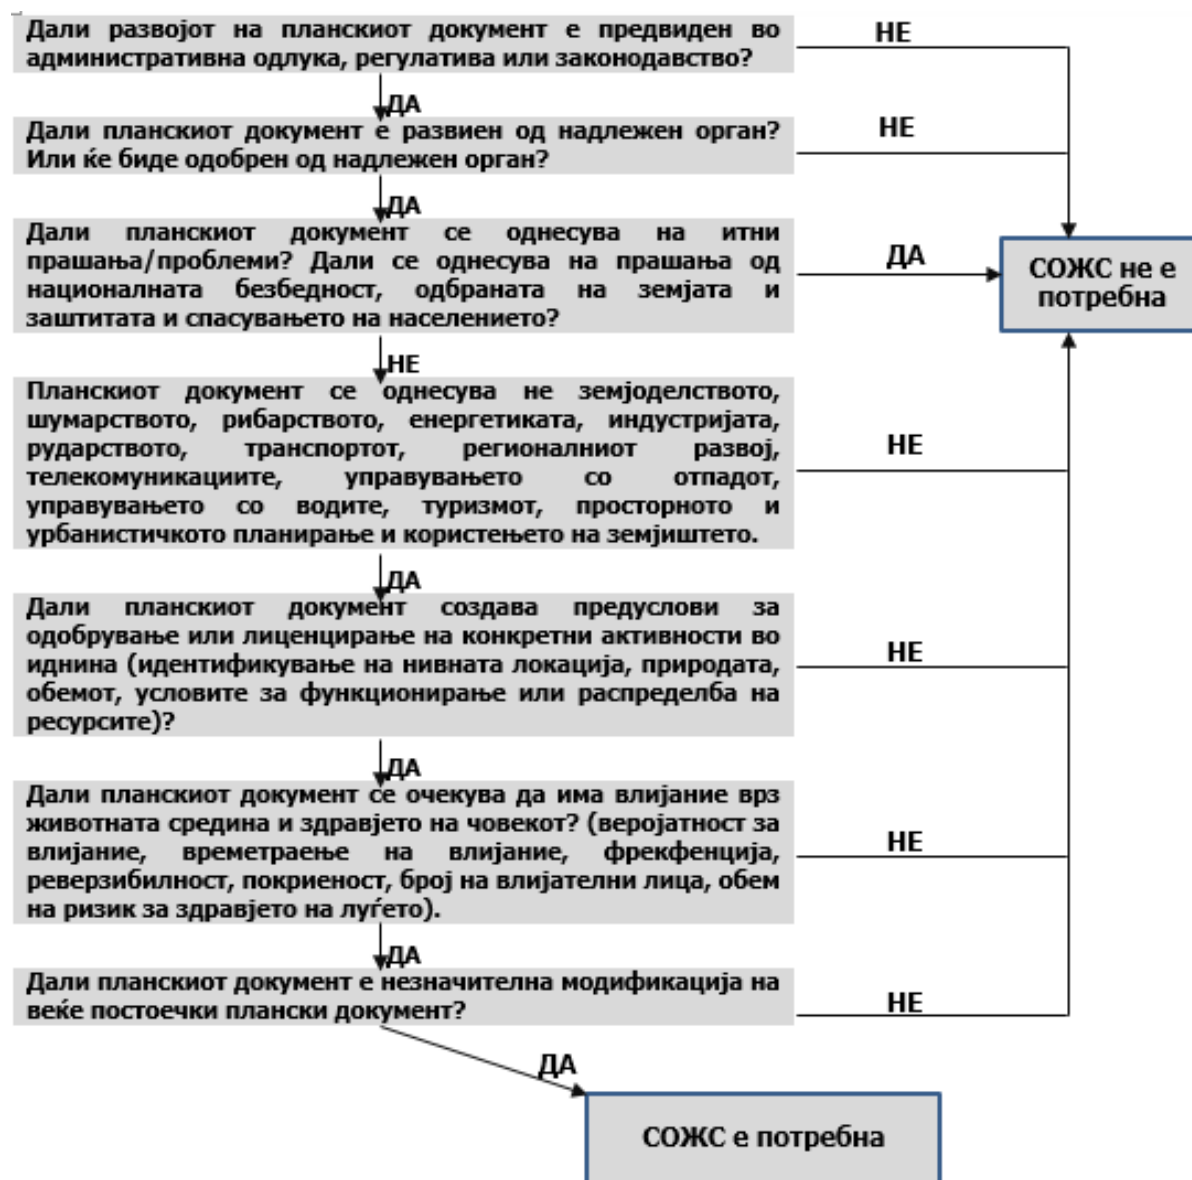 Дали развојот на планскиот документ е предвиден во
административна одлука, регулатива или законодавство?
НЕ
ДА
Дали планскиот документ е развиен од надлежен орган?
Или ќе биде одобрен од надлежен орган?
НЕ
ДА
Дали планскиот документ се однесува на итни
прашања/проблеми? Дали се однесува на прашања од
националната безбедност, одбраната на земјата и
заштитата и спасувањето на населението?
ДА
СОЖС не е
потребна
НЕ
Планскиот документ се однесува не земјоделството,
шумарството, рибарството, енергетиката, индустријата,
рударството, транспортот, регионалниот развој,
телекомуникациите, управувањето со отпадот,
управувањето со водите, туризмот, просторното и
урбанистичкото планирање и користењето на земјиштето.
НЕ
ДА
Дали планскиот документ создава предуслови за
одобрување или лиценцирање на конкретни активности во
иднина (идентификување на нивната локација, природата,
обемот, условите за функционирање или распределба на
ресурсите)?
НЕ
ДА
Дали планскиот документ се очекува да има влијание врз
животната средина и здравјето на човекот? (веројатност за
влијание, времетраење на влијание, фрекфенција,
реверзибилност, покриеност, број на влијателни лица, обем
на ризик за здравјето на луѓето).
НЕ
ДА
Дали планскиот документ е незначителна модификација на
веќе постоечки плански документ?
НЕ
ДА
СОЖС е потребна